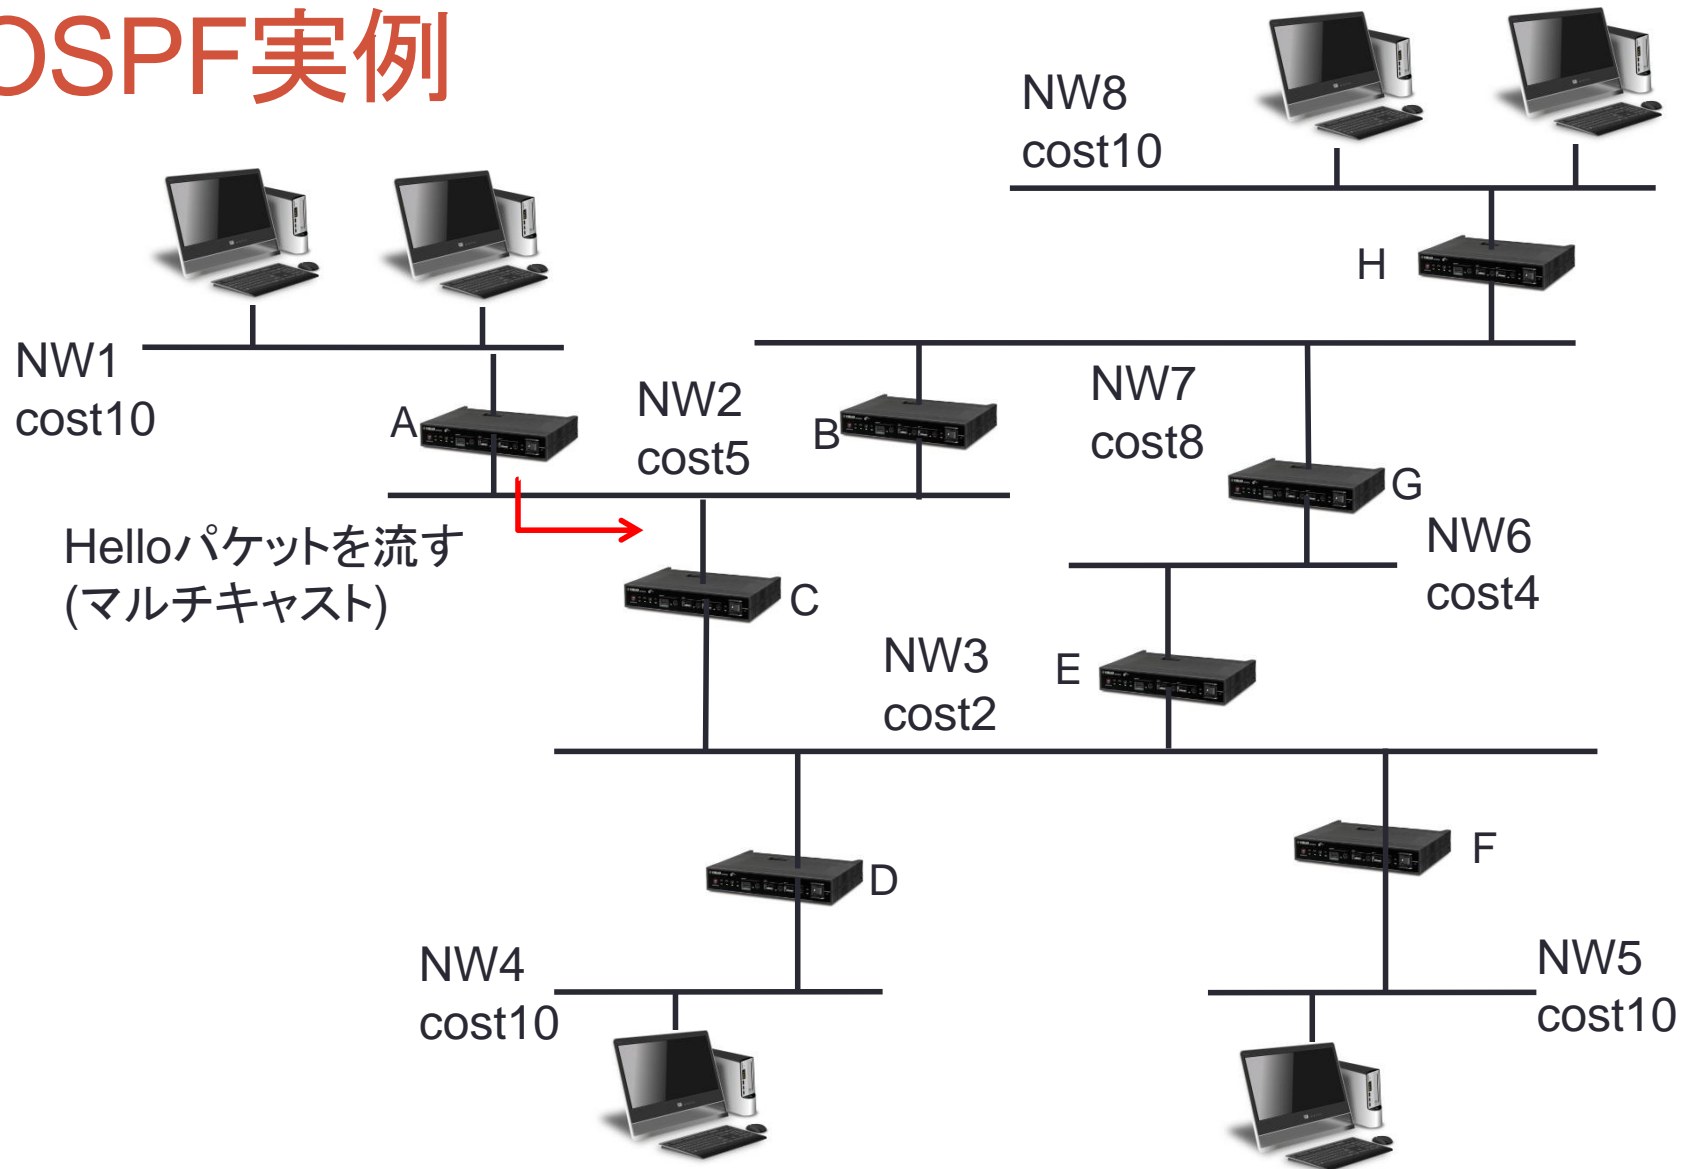 OSPF実例
NW8
cost10
H
NW1
cost10
A
NW2
cost5
B
NW7
cost8
G
Helloパケットを流す
(マルチキャスト)
C
NW6
cost4
NW3
cost2
E
D
F
NW4
cost10
NW5
cost10